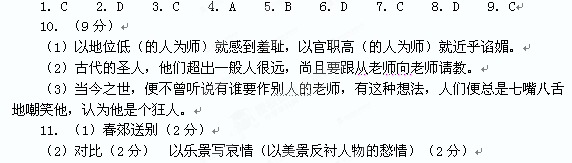 1. C 2. D 3. C 4. A 5. B 6. D 7. C 8. D 9. C
10. （9 分）
（1）以地位低（的人为师）就感到羞耻，以官职高（的人为师）就近乎谄媚。
（2）古代的圣人，他们超出一般人很远，尚且要跟从老师向老师请教。
（3）当今之世，便不曾听说有谁要作别人的老师，有这种想法，人们便总是七嘴八舌
地嘲笑他，认为他是个狂人。
11. （1）春郊送别（2 分）
（2）对比（2 分） 以乐景写哀情（以美景反衬人物的愁情）（2 分）